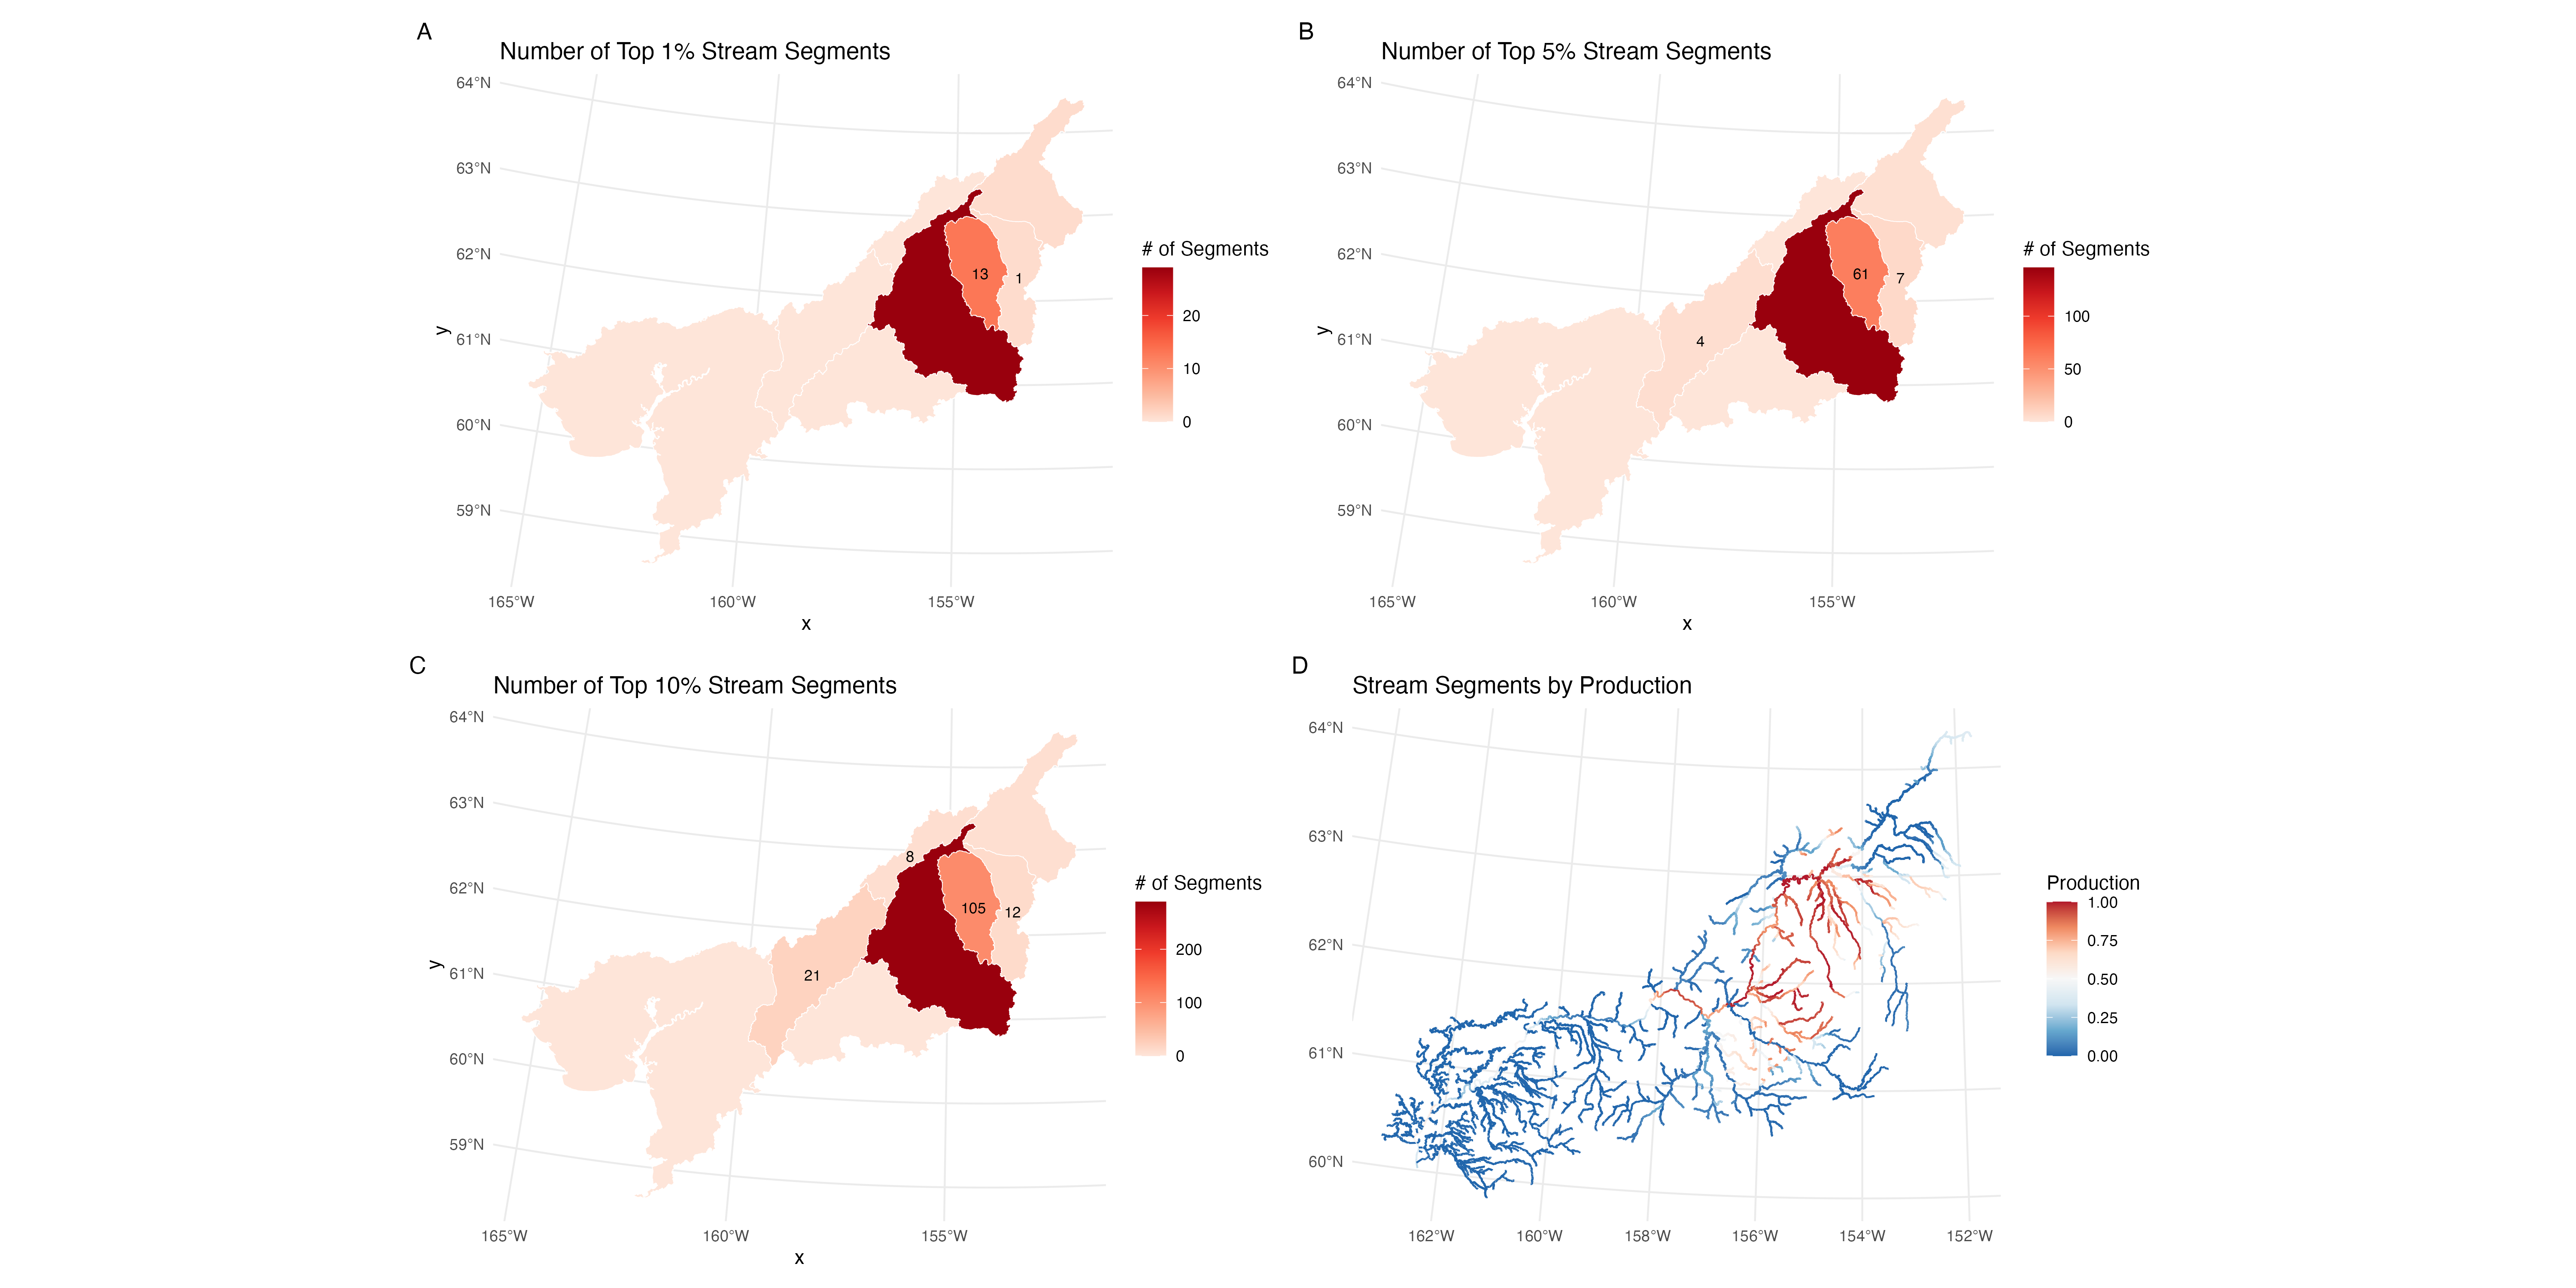 A
Number of Top 1% Stream Segments
64°N
63°N
62°N
61°N
60°N
59°N
y
13
1
165°W
160°W
155°W
x
# of Segments
20
10
0
B
Number of Top 5% Stream Segments
64°N
63°N
62°N
61°N
60°N
59°N
y
61
7
4
165°W
160°W
155°W
x
# of Segments
100
50
0
C
Number of Top 10% Stream Segments
64°N
63°N
62°N
61°N
60°N
59°N
y
8
105
12
21
165°W
160°W
155°W
x
# of Segments
200
100
0
D
Stream Segments by Production
64°N
63°N
62°N
61°N
60°N
162°W
160°W
158°W
156°W
154°W
152°W
Production
1.00
0.75
0.50
0.25
0.00